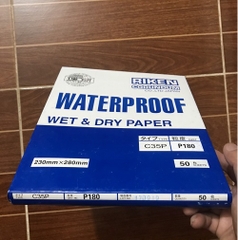 RIKEN
CORUNDUM
WATERPROOF
WET & DRY PAPER
タイプ 粒度
C35P P180
230mm×280mm
50
C35P P180 50